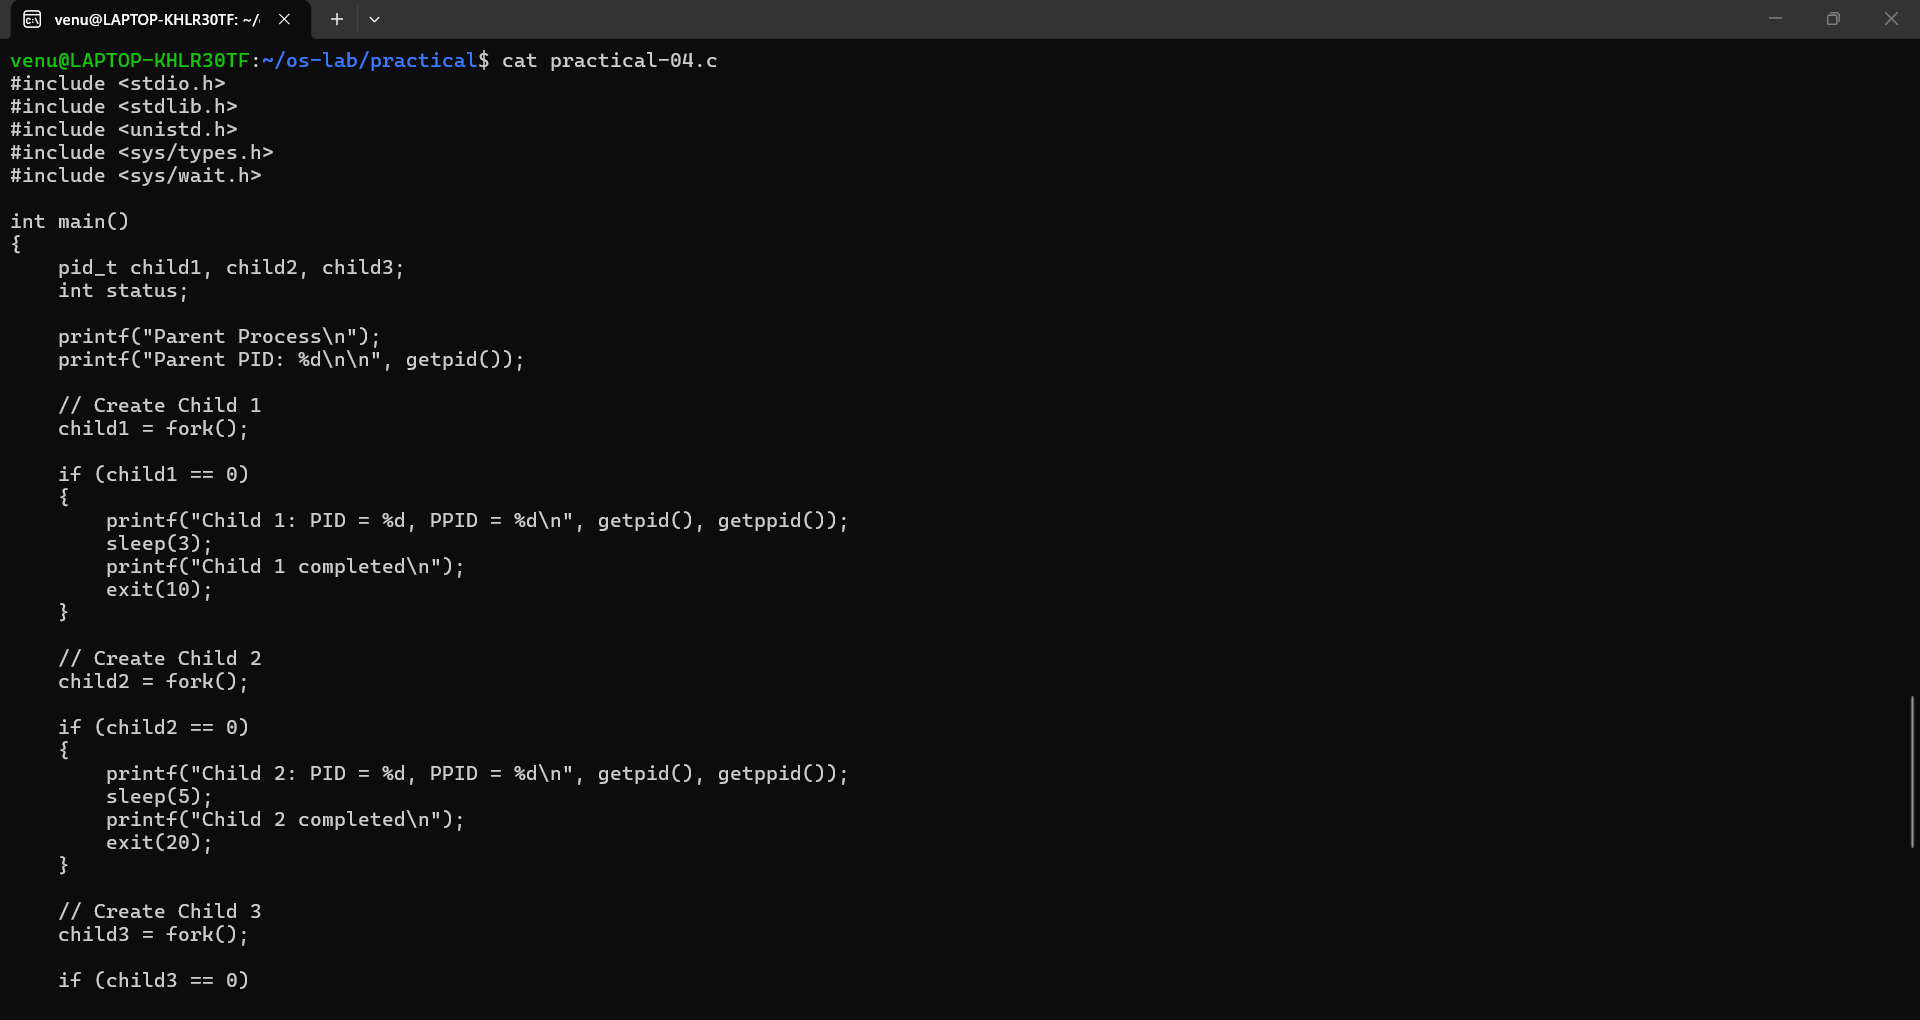 venu@LAPTOP-KHLR30TF: ~/
venu@LAPTOP-KHLR30TF:~/os-lab/practical$ cat practical-04.c
#include <stdio.h>
#include <stdlib.h>
#include <unistd.h>
#include <sys/types.h>
#include <sys/wait.h>

int main()
{
    pid_t child1, child2, child3;
    int status;

    printf("Parent Process\n");
    printf("Parent PID: %d\n\n", getpid());

    // Create Child 1
    child1 = fork();

    if (child1 == 0)
    {
        printf("Child 1: PID = %d, PPID = %d\n", getpid(), getppid());
        sleep(3);
        printf("Child 1 completed\n");
        exit(10);
    }

    // Create Child 2
    child2 = fork();

    if (child2 == 0)
    {
        printf("Child 2: PID = %d, PPID = %d\n", getpid(), getppid());
        sleep(5);
        printf("Child 2 completed\n");
        exit(20);
    }

    // Create Child 3
    child3 = fork();

    if (child3 == 0)